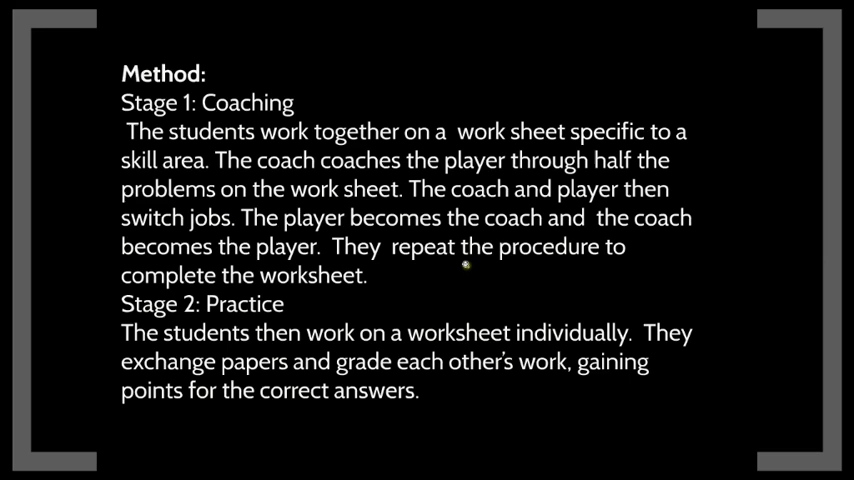 Method:
Stage 1: Coaching
The students work together on a work sheet specific to a
skill area. The coach coaches the player through half the
problems on the work sheet. The coach and player then
switch jobs. The player becomes the coach and the coach
becomes the player. They repeat the procedure to
complete the worksheet.
Stage 2: Practice
The students then work on a worksheet individually. They
exchange papers and grade each other’s work, gaining
points for the correct answers.